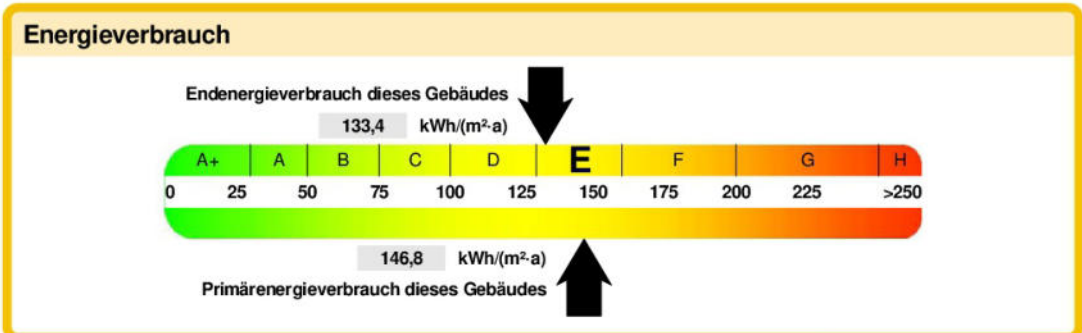 Energieverbrauch
Endenergieverbrauch dieses Gebäudes
133,4 kWh/(m²·a)
A+ A B C D E F G H
0 25 50 75 100 125 150 175 200 225 >250
146,8 kWh/(m²·a)
Primärenergieverbrauch dieses Gebäudes